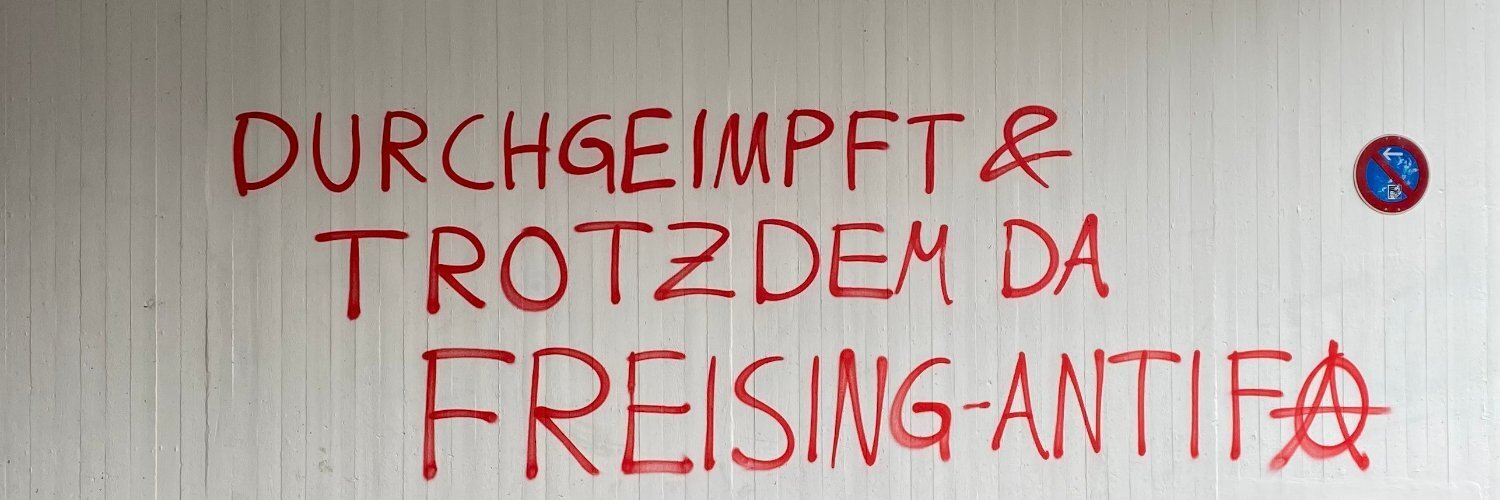 DURCHGEIMPFT &
TROTZDEM DA
FREISING-ANTIFA